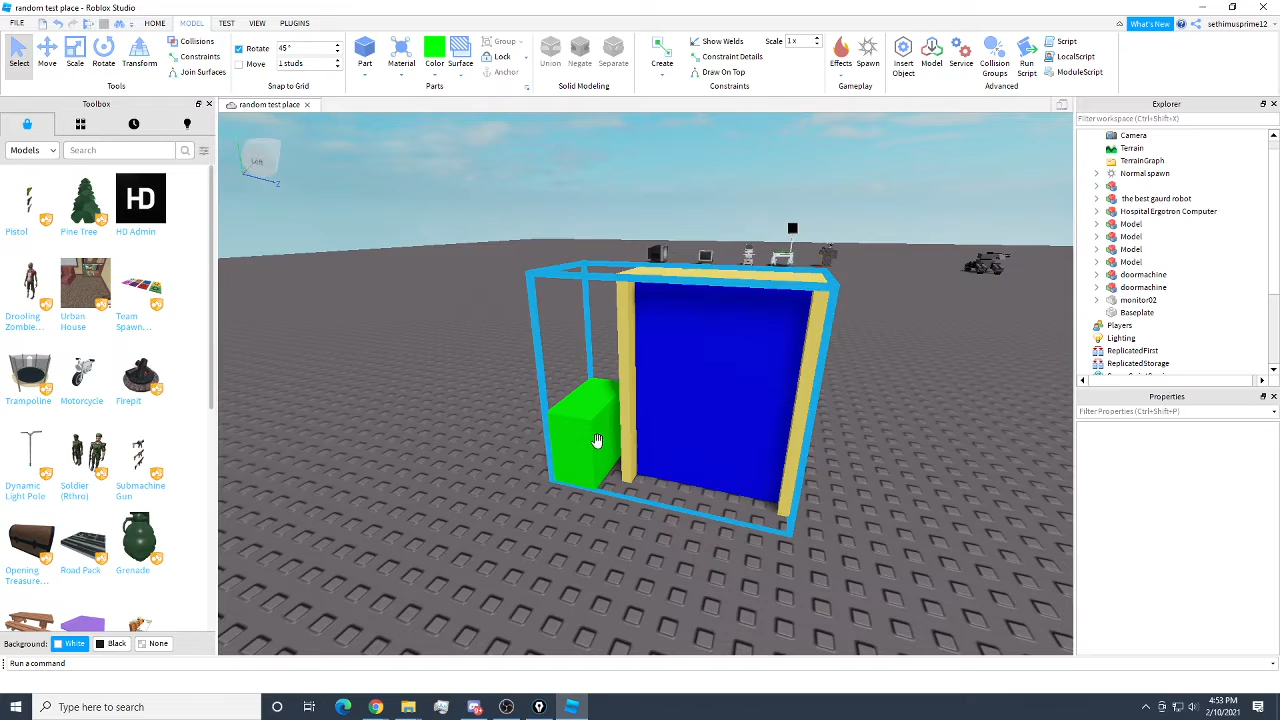 random test place - Roblox Studio
FILE
HOME
MODEL
TEST
VIEW
PLUGINS
What's New
sethimusprime12
Select
Move
Scale
Rotate
Transform
Tools
Collisions
Constraints
Join Surfaces
Rotate 45 °
Move 1 studs
Snap to Grid
Part
Material
Color
Surface
Group
Lock
Anchor
Parts
Union
Negate
Separate
Solid Modeling
Create
Show Welds
Constraint Details
Draw On Top
Scale 1 x
Constraints
Effects
Spawn
Gameplay
Insert
Object
Model
Service
Collision
Groups
Run
Script
Script
LocalScript
ModuleScript
Advanced
Toolbox
Models
Search
Pistol
Pine Tree
HD
HD Admin
Drooling
Zombie...
Urban
House
Team
Spawn...
Trampoline
Motorcycle
Firepit
Dynamic
Light Pole
Soldier
(Rthro)
Submachine
Gun
Opening
Treasure...
Road Pack
Grenade
Background:
White
Black
None
Run a command
random test place
Left
Z
Explorer
Filter workspace (Ctrl+Shift+X)
Camera
Terrain
TerrainGraph
Normal spawn
the best gaurd robot
Hospital Ergotron Computer
Model
Model
Model
Model
doormachine
doormachine
monitor02
Baseplate
Players
Lighting
ReplicatedFirst
ReplicatedStorage
Properties
Filter Properties (Ctrl+Shift+P)
Type here to search
4:53 PM
2/10/2021